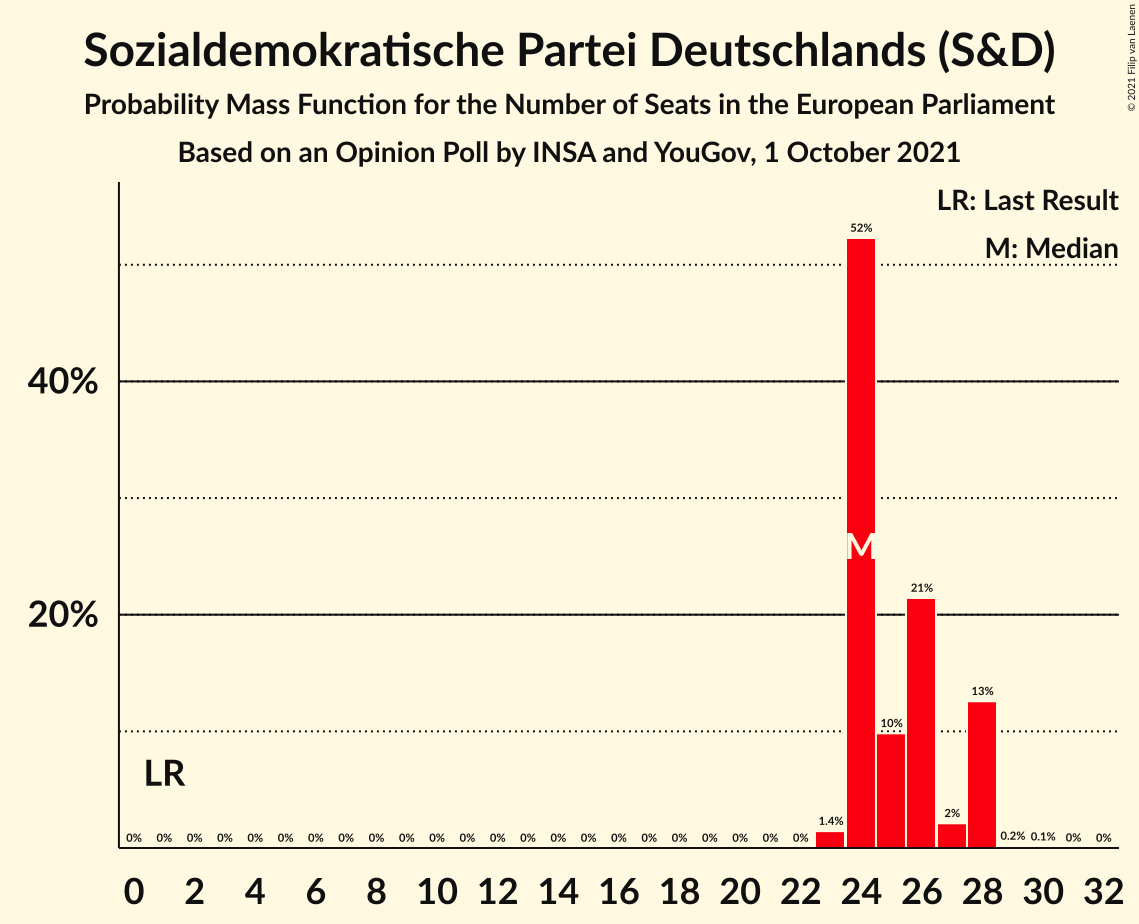 Sozialdemokratische Partei Deutschlands (S&D)
Probability Mass Function for the Number of Seats in the European Parliament
Based on an Opinion Poll by INSA and YouGov, 1 October 2021
© 2021 Filip van Laenen
LR: Last Result
M: Median
52%
40%
M
21%
20%
13%
10%
LR
2%
1.4%
0% 0% 0% 0% 0% 0% 0% 0% 0% 0% 0% 0% 0% 0% 0% 0% 0% 0% 0% 0% 0% 0% 0% 0.2% 0.1% 0% 0%
0 2 4 6 8 10 12 14 16 18 20 22 24 26 28 30 32